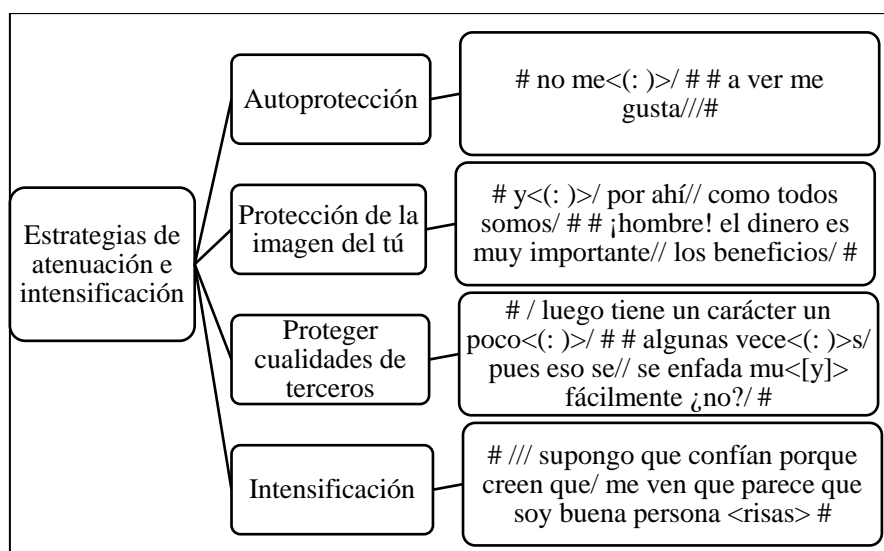 Estrategias de
atenuación e
intensificación
Autoprotección
# no me<(: )>/ # # a ver me
gusta///#
Protección de la
imagen del tú
# y<(: )>/ por ahí// como todos
somos/ # # ¡hombre! el dinero es
muy importante// los beneficios/ #
Proteger
cualidades de
terceros
# / luego tiene un carácter un
poco<(: )>/ # # algunas vece<(: )>s/
pues eso se// se enfada mu<[y]>
fácilmente ¿no?/ #
Intensificación
# /// supongo que confían porque
creen que/ me ven que parece que
soy buena persona <risas> #